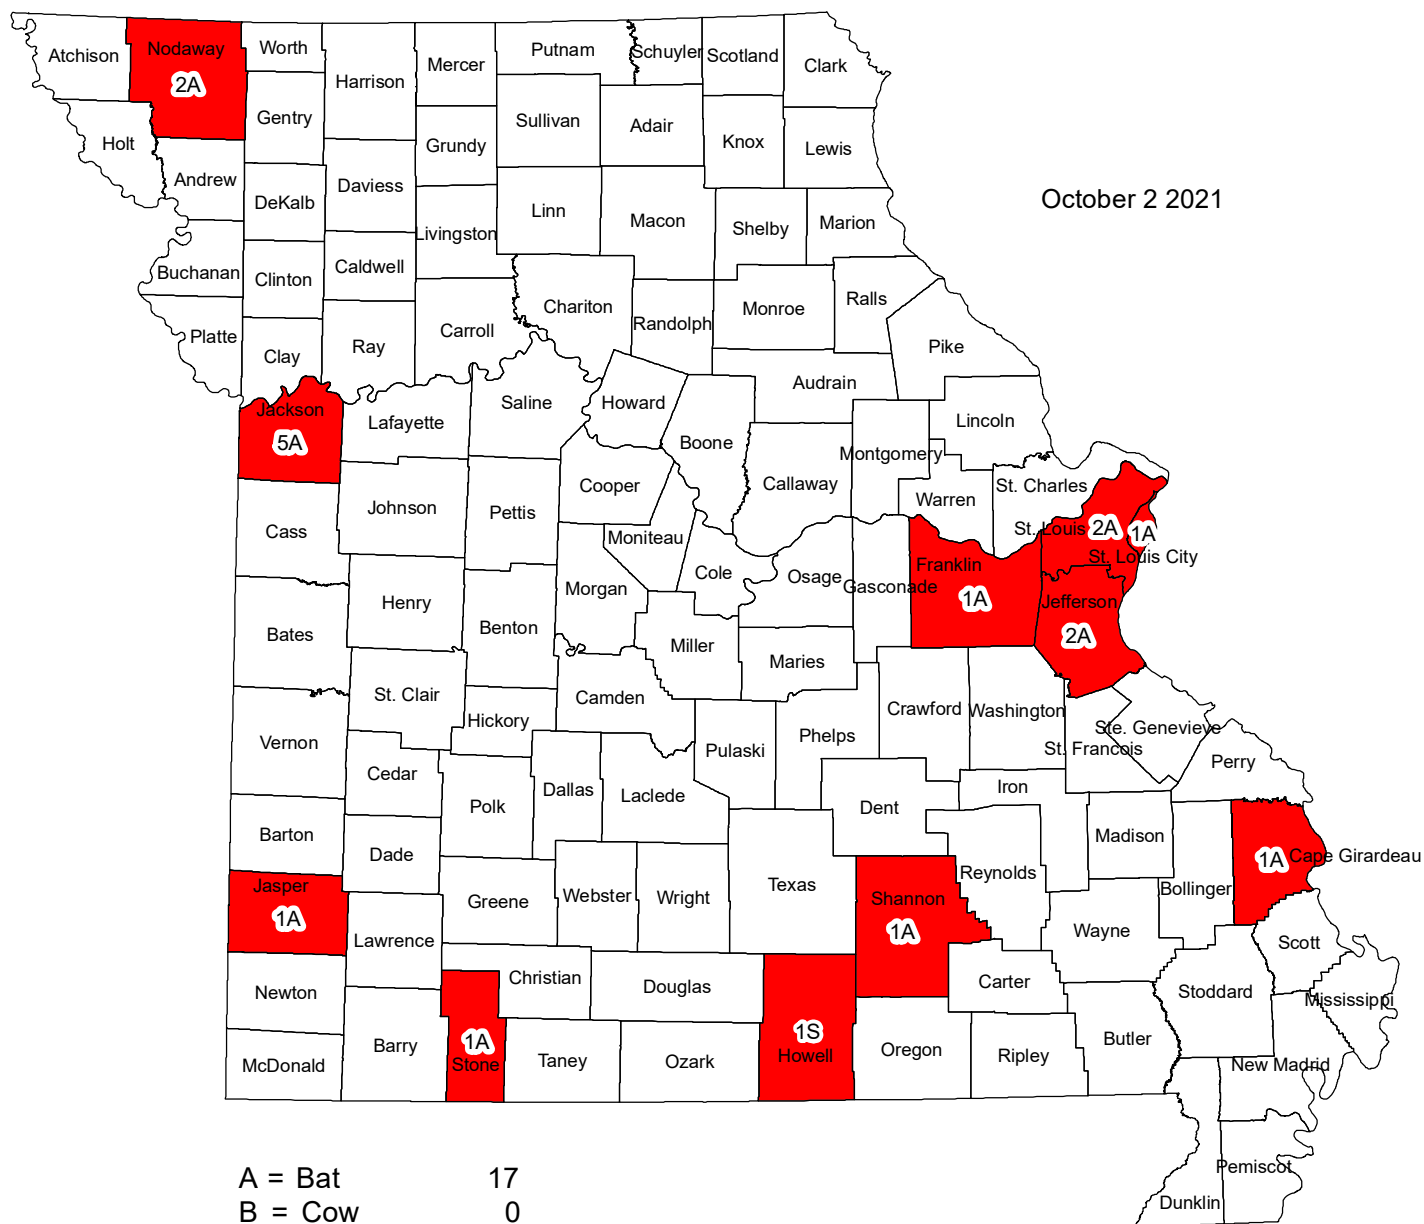 Atchison
Nodaway
2A
Worth
Harrison
Mercer
Putnam
Schuyler
Scotland
Clark
Gentry
Sullivan
Adair
Knox
Lewis
Holt
Andrew
DeKalb
Daviess
Grundy
Linn
Macon
Shelby
Marion
October 2 2021
Livingston
Buchanan
Clinton
Caldwell
Chariton
Randolph
Monroe
Ralls
Platte
Clay
Ray
Carroll
Pike
Audrain
Jackson
5A
Lafayette
Saline
Howard
Boone
Lincoln
Montgomery
Callaway
Cooper
Warren
St. Charles
Cass
Johnson
Pettis
Moniteau
St. Louis
2A
1A
St. Louis City
Cole
Osage
Gasconade
Franklin
1A
Morgan
Henry
Jefferson
2A
Bates
Benton
Miller
Maries
St. Clair
Camden
Hickory
Crawford
Washington
Vernon
Pulaski
Phelps
Ste. Genevieve
St. Francois
Perry
Cedar
Polk
Dallas
Laclede
Iron
Dent
Barton
Madison
Dade
1A
Cape Girardeau
Jasper
1A
Greene
Webster
Wright
Texas
Reynolds
Bollinger
Shannon
1A
Lawrence
Wayne
Scott
Newton
Christian
Douglas
Carter
Stoddard
Mississippi
1A
Stone
1S
Howell
Barry
McDonald
Taney
Ozark
Oregon
Ripley
Butler
New Madrid
Pemiscot
Dunklin
A = Bat 17
B = Cow 0